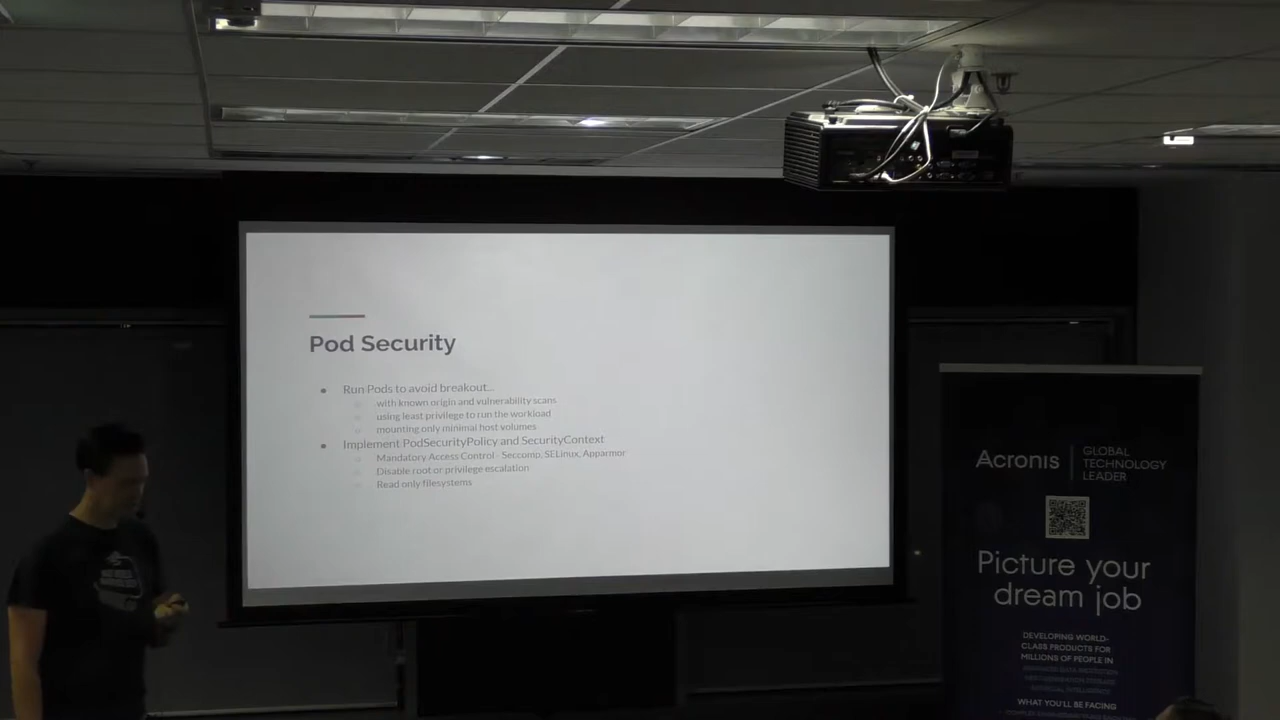 Pod Security
Run Pods to avoid breakout...
with known origin and vulnerability scans
using least privilege to run the workload
mounting only minimal host volumes
Implement PodSecurityPolicy and SecurityContext
Mandatory Access Control - Seccomp, SELinux, Apparmor
Disable root or privilege escalation
Read only filesystems
Acronis
GLOBAL
TECHNOLOGY
LEADER
Picture your
dream job
DEVELOPING WORLD-
CLASS PRODUCTS FOR
MILLIONS OF PEOPLE IN
WHAT YOU'LL BE FACING